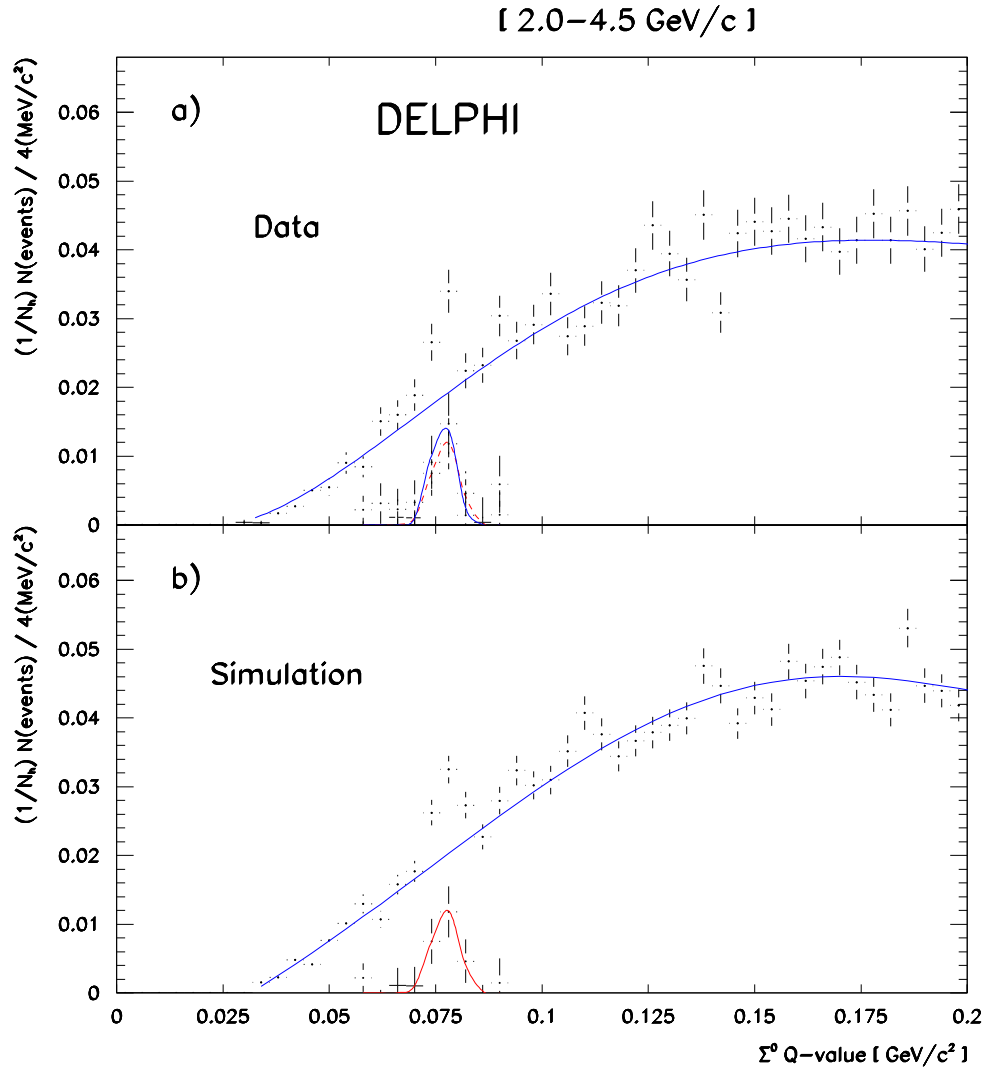 [ 2.0−4.5 GeV/c ]
(1/Nₕ) N(events) / 4(MeV/c²)
a)
DELPHI
Data
0.06
0.05
0.04
0.03
0.02
0.01
0
(1/Nₕ) N(events) / 4(MeV/c²)
b)
Simulation
0.06
0.05
0.04
0.03
0.02
0.01
0
0 0.025 0.05 0.075 0.1 0.125 0.15 0.175 0.2
Σ⁰ Q−value [ GeV/c² ]